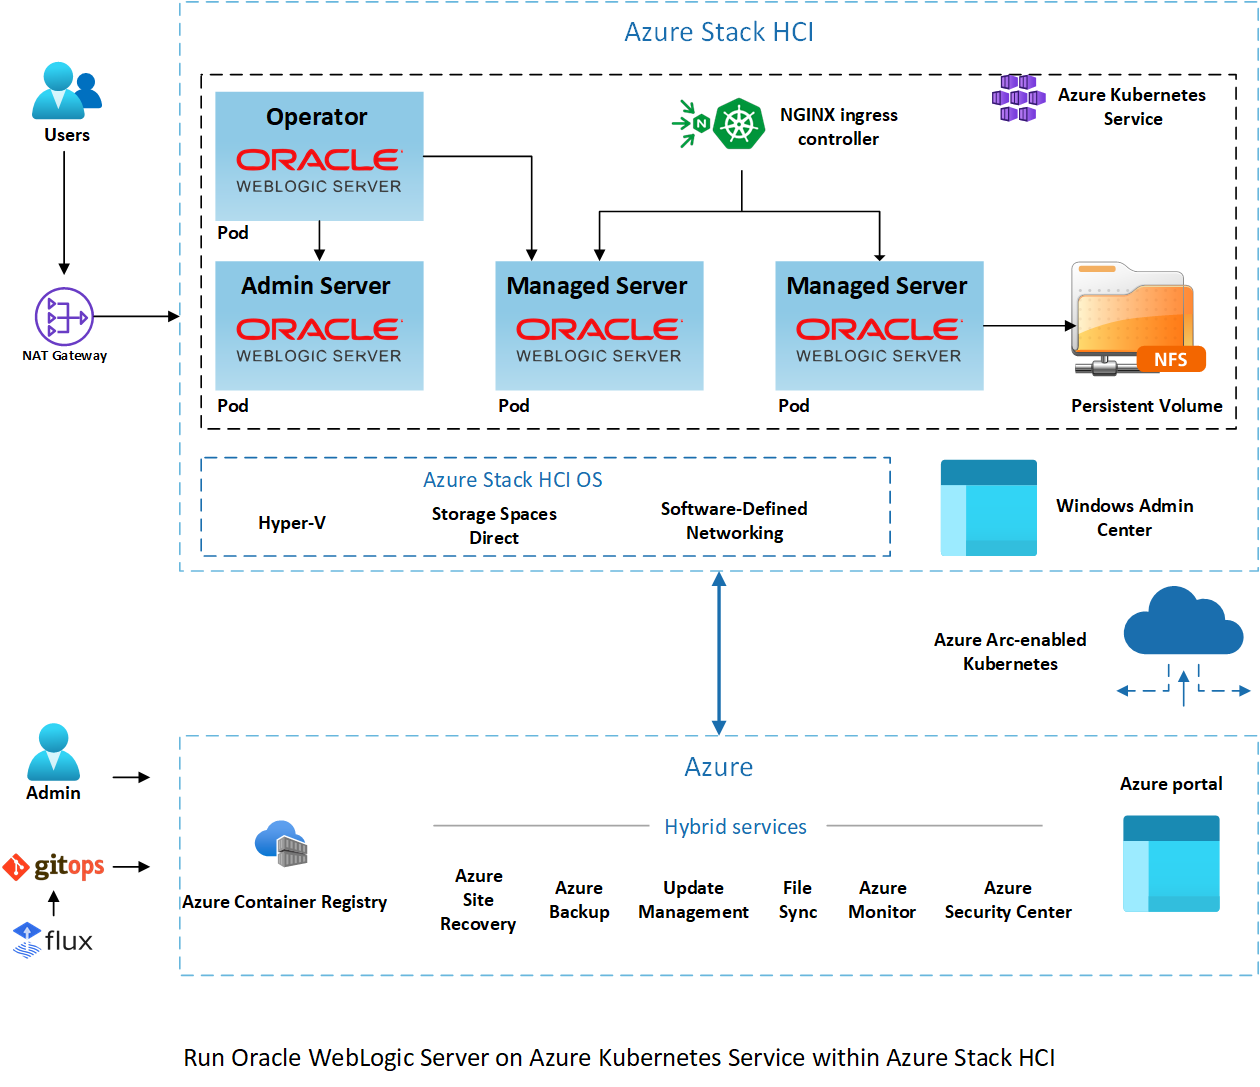 Azure Stack HCI
Users
Operator
ORACLE
WEBLOGIC SERVER
Pod
N
NGINX ingress
controller
Azure Kubernetes
Service
NAT Gateway
Admin Server
ORACLE
WEBLOGIC SERVER
Pod
Managed Server
ORACLE
WEBLOGIC SERVER
Pod
Managed Server
ORACLE
WEBLOGIC SERVER
Pod
NFS
Persistent Volume
Azure Stack HCI OS
Hyper-V
Storage Spaces
Direct
Software-Defined
Networking
Windows Admin
Center
Azure Arc-enabled
Kubernetes
Admin
gitops
flux
Azure
Azure portal
Hybrid services
Azure Container Registry
Azure
Site
Recovery
Azure
Backup
Update
Management
File
Sync
Azure
Monitor
Azure
Security Center
Run Oracle WebLogic Server on Azure Kubernetes Service within Azure Stack HCI